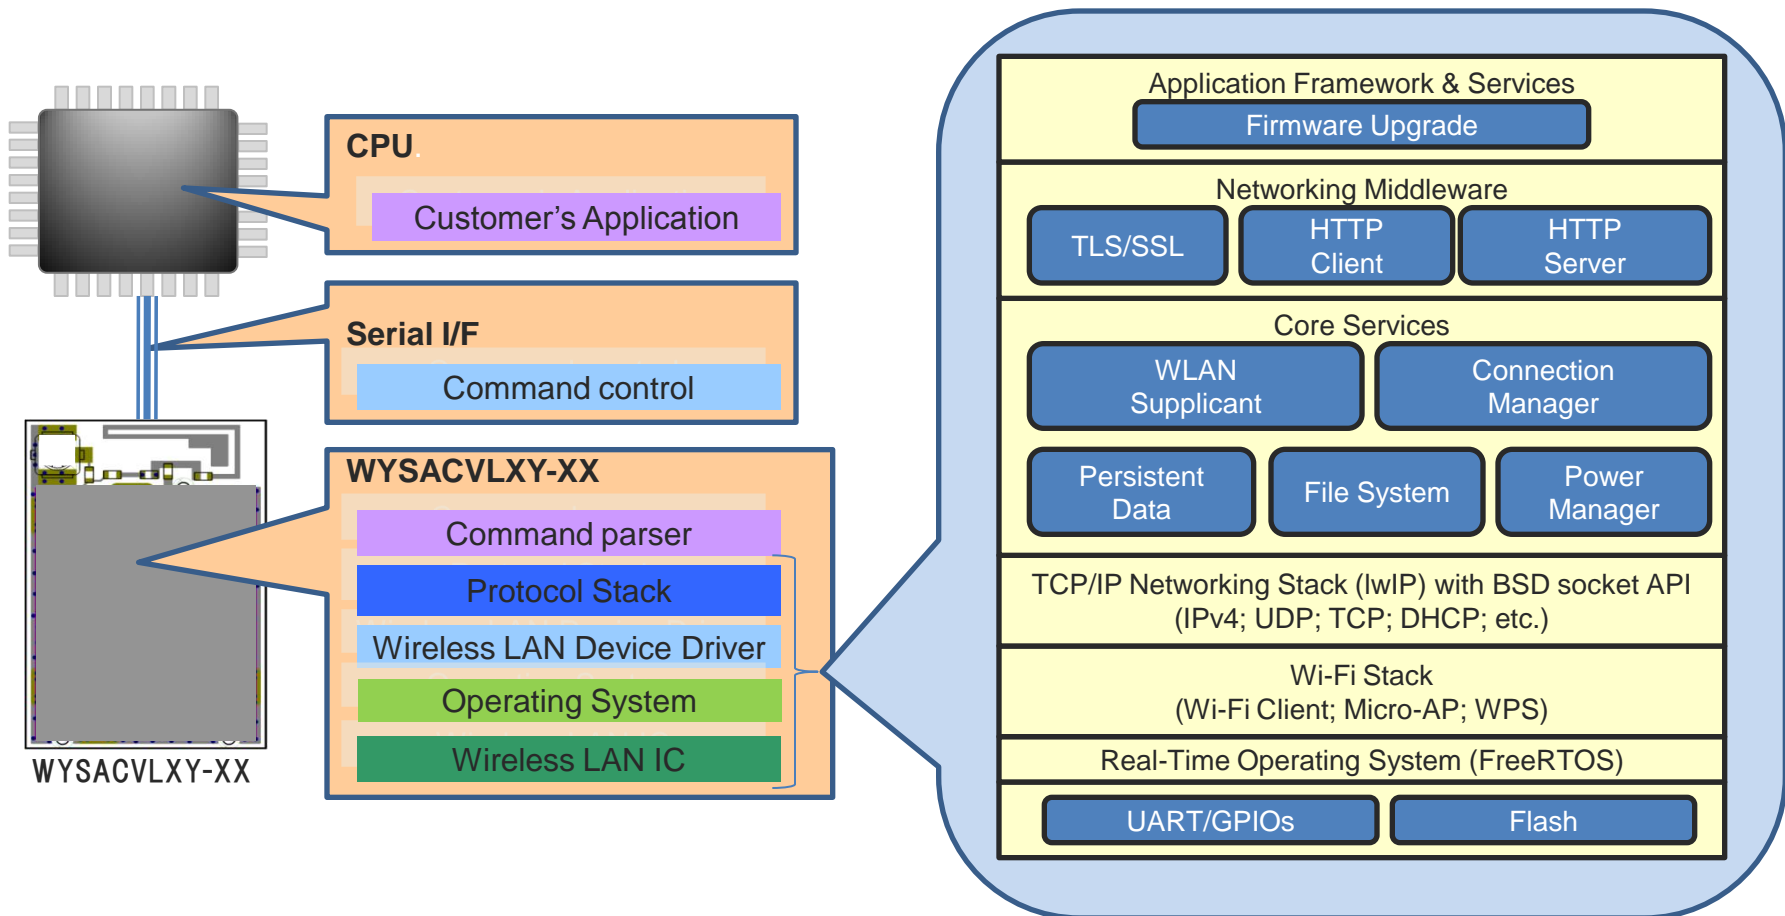 CPU.
Customer’s Application
Serial I/F
Command control
WYSACVLXY-XX
Command parser
Protocol Stack
Wireless LAN Device Driver
Operating System
Wireless LAN IC
WYSACVLXY-XX
Application Framework & Services
Firmware Upgrade
Networking Middleware
TLS/SSL
HTTP
Client
HTTP
Server
Core Services
WLAN
Supplicant
Connection
Manager
Persistent
Data
File System
Power
Manager
TCP/IP Networking Stack (lwIP) with BSD socket API
(IPv4; UDP; TCP; DHCP; etc.)
Wi-Fi Stack
(Wi-Fi Client; Micro-AP; WPS)
Real-Time Operating System (FreeRTOS)
UART/GPIOs
Flash